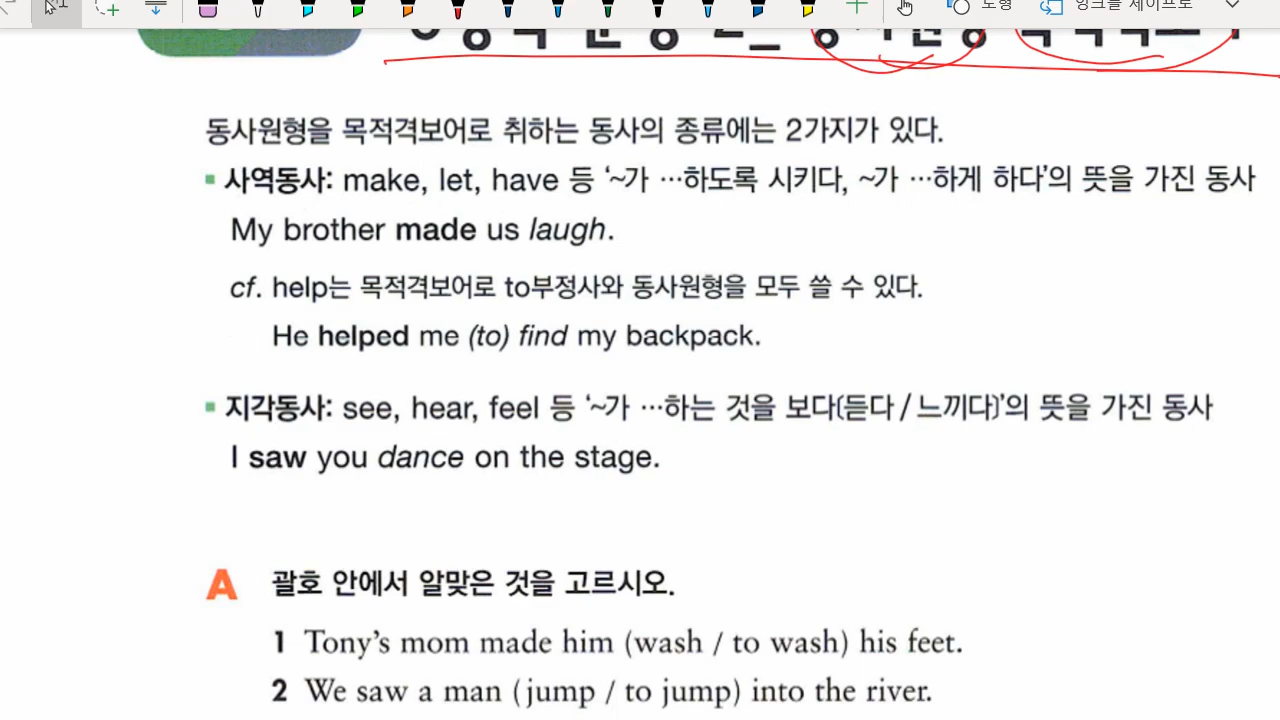 도형
잉크를 셰이프로
동사원형을 목적격보어로 취하는 동사의 종류에는 2가지가 있다.
▪ 사역동사: make, let, have 등 ‘~가 …하도록 시키다, ~가 …하게 하다’의 뜻을 가진 동사
My brother made us laugh.
cf. help는 목적격보어로 to부정사와 동사원형을 모두 쓸 수 있다.
He helped me (to) find my backpack.
▪ 지각동사: see, hear, feel 등 ‘~가 …하는 것을 보다(듣다/느끼다)’의 뜻을 가진 동사
I saw you dance on the stage.
A 괄호 안에서 알맞은 것을 고르시오.
1 Tony’s mom made him (wash / to wash) his feet.
2 We saw a man (jump / to jump) into the river.